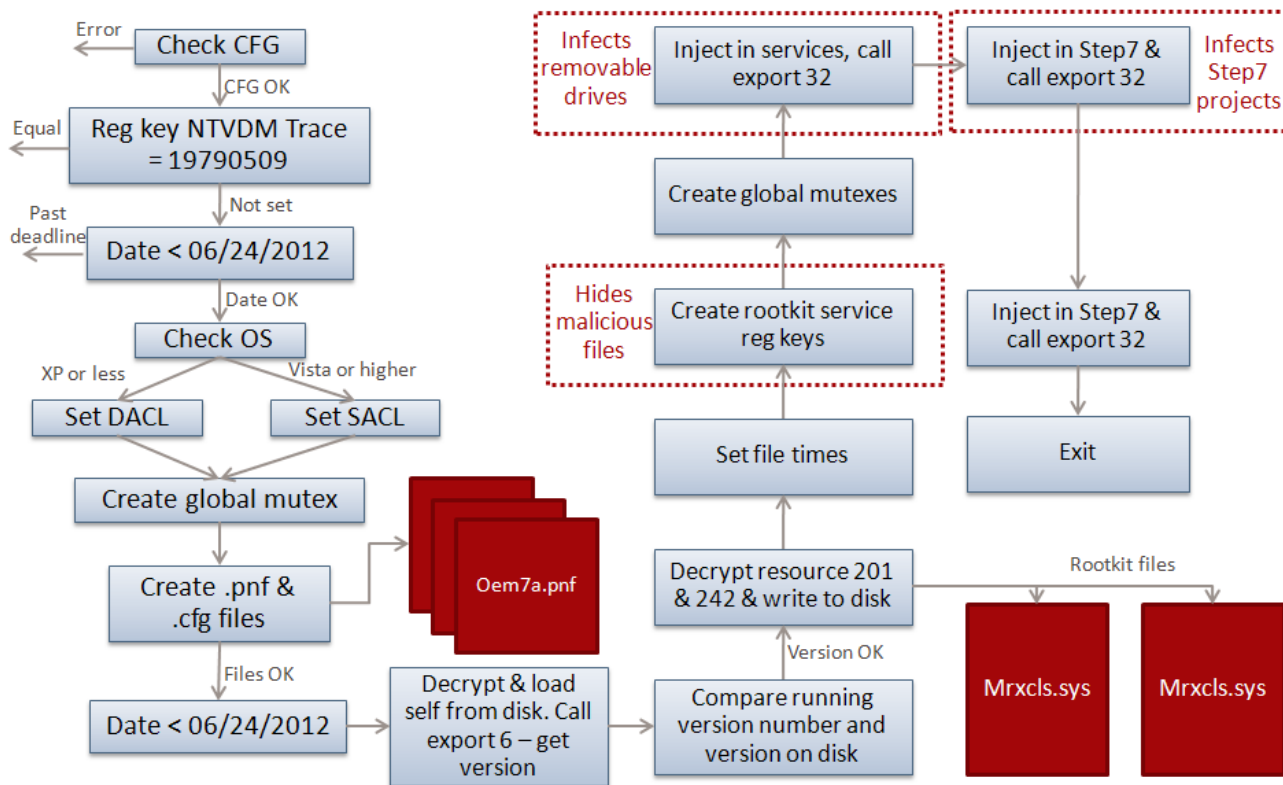 Error
Check CFG
CFG OK
Equal
Reg key NTVDM Trace
= 19790509
Not set
Past
deadline
Date < 06/24/2012
Date OK
Check OS
XP or less
Vista or higher
Set DACL
Set SACL
Create global mutex
Create .pnf &
.cfg files
Oem7a.pnf
Files OK
Date < 06/24/2012
Decrypt & load
self from disk. Call
export 6 – get
version
Compare running
version number and
version on disk
Version OK
Decrypt resource 201
& 242 & write to disk
Rootkit files
Mrxcls.sys
Mrxcls.sys
Set file times
Hides
malicious
files
Create rootkit service
reg keys
Create global mutexes
Infects
removable
drives
Inject in services, call
export 32
Inject in Step7 &
call export 32
Infects
Step7
projects
Inject in Step7 &
call export 32
Exit